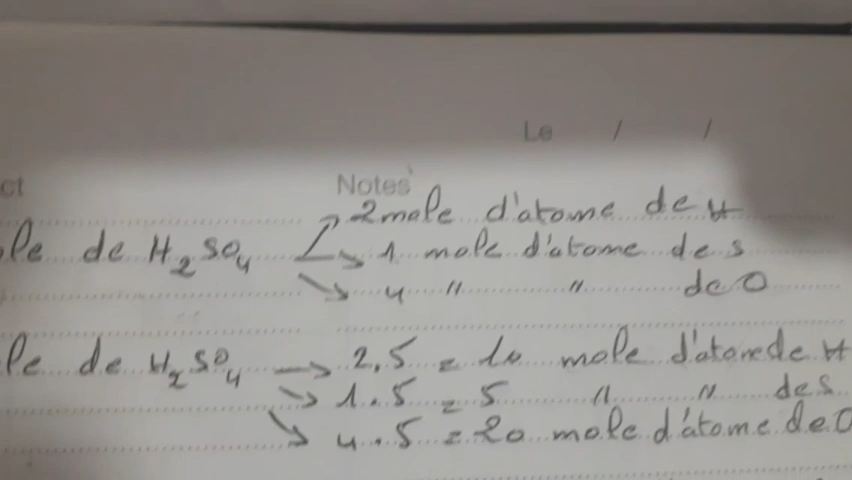 Le / /
ct Notes
2 mole d'atome de H
le de H2SO4 → 1 mole d'atome de s
→ 4 " " de O
le de H2SO4 → 2.5 = 10 mole d'atome de H
→ 1.5 = 5 " " de s
→ 4.5 = 20 mole d'atome de O